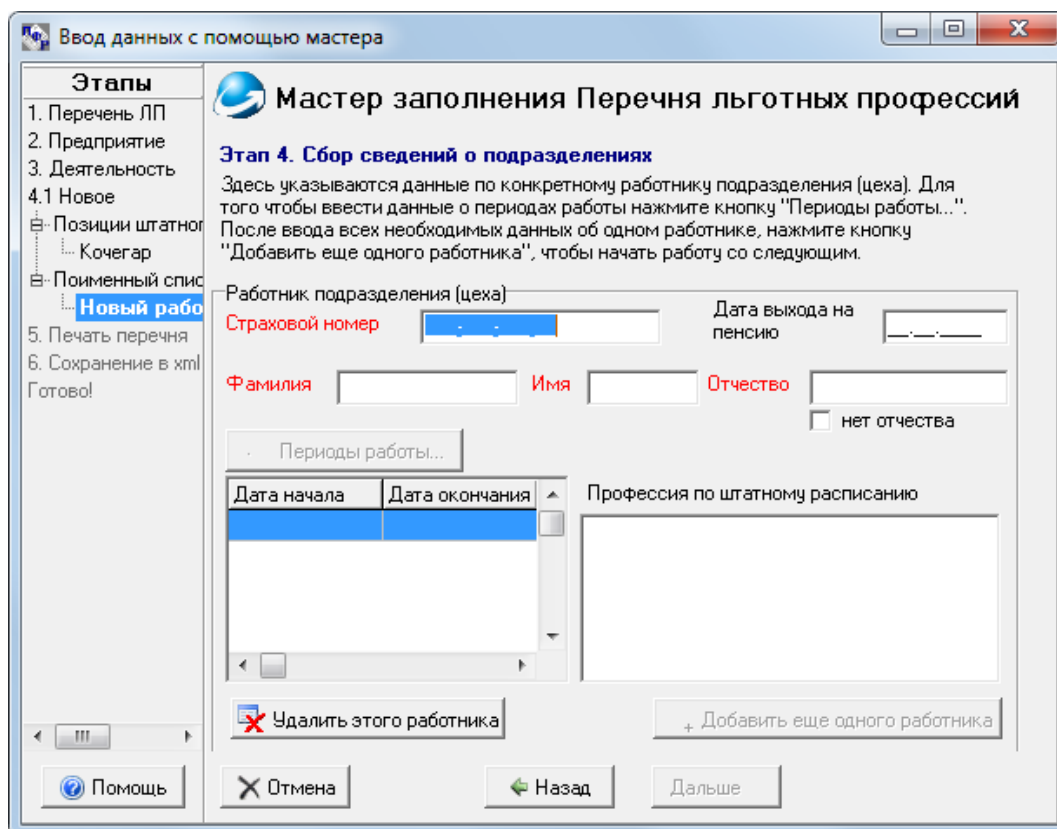 Ввод данных с помощью мастера
Этапы
1. Перечень ЛП
2. Предприятие
3. Деятельность
4.1 Новое
Позиции штатног
Кочегар
Поименный спис
Новый рабо
5. Печать перечня
6. Сохранение в xml
Готово!
Мастер заполнения Перечня льготных профессий
Этап 4. Сбор сведений о подразделениях
Здесь указываются данные по конкретному работнику подразделения (цеха). Для
того чтобы ввести данные о периодах работы нажмите кнопку "Периоды работы...".
После ввода всех необходимых данных об одном работнике, нажмите кнопку
"Добавить еще одного работника", чтобы начать работу со следующим.
Работник подразделения (цеха)
Страховой номер
Дата выхода на
пенсию
__.__.____
Фамилия
Имя
Отчество
нет отчества
Периоды работы...
Дата начала
Дата окончания
Профессия по штатному расписанию
Удалить этого работника
Добавить еще одного работника
Помощь
Отмена
Назад
Дальше